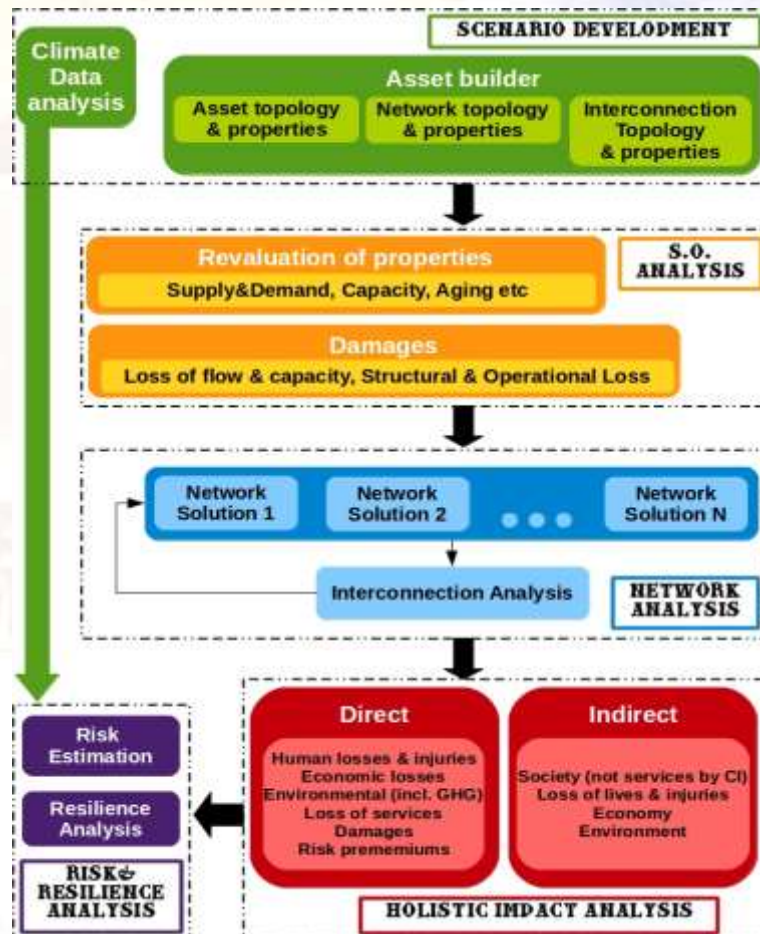 SCENARIO DEVELOPMENT
Climate
Data
analysis
Asset builder
Asset topology
& properties
Network topology
& properties
Interconnection
Topology
& properties
Revaluation of properties
Supply&Demand, Capacity, Aging etc
S.O.
ANALYSIS
Damages
Loss of flow & capacity, Structural & Operational Loss
Network
Solution 1
Network
Solution 2
Network
Solution N
Interconnection Analysis
NETWORK
ANALYSIS
Direct
Human losses & injuries
Economic losses
Environmental (incl. GHG)
Loss of services
Damages
Risk prememiums
Indirect
Society (not services by CI)
Loss of lives & injuries
Economy
Environment
HOLISTIC IMPACT ANALYSIS
Risk
Estimation
Resilience
Analysis
RISK&
RESILIENCE
ANALYSIS